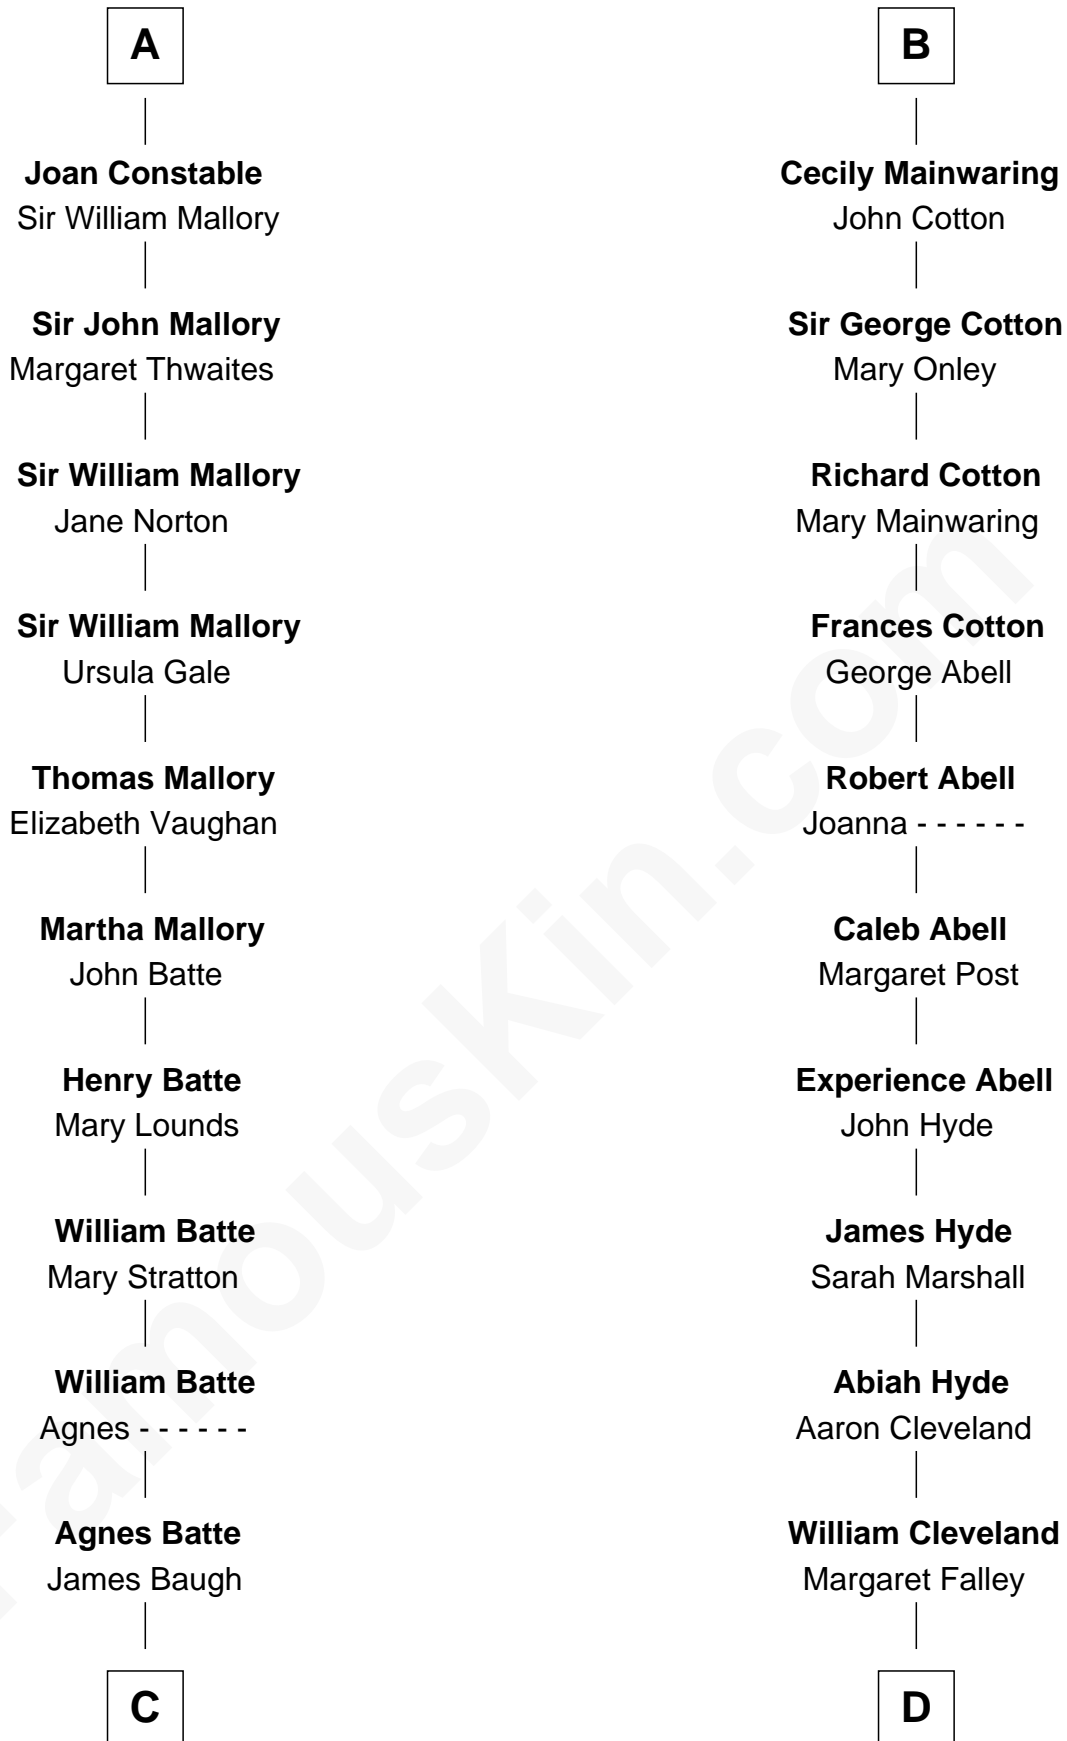 A
Joan Constable
Sir William Mallory
Sir John Mallory
Margaret Thwaites
Sir William Mallory
Jane Norton
Sir William Mallory
Ursula Gale
Thomas Mallory
Elizabeth Vaughan
Martha Mallory
John Batte
Henry Batte
Mary Lounds
William Batte
Mary Stratton
William Batte
Agnes - - - - - -
Agnes Batte
James Baugh
C
B
Cecily Mainwaring
John Cotton
Sir George Cotton
Mary Onley
Richard Cotton
Mary Mainwaring
Frances Cotton
George Abell
Robert Abell
Joanna - - - - - -
Caleb Abell
Margaret Post
Experience Abell
John Hyde
James Hyde
Sarah Marshall
Abiah Hyde
Aaron Cleveland
William Cleveland
Margaret Falley
D
FamousKin.com